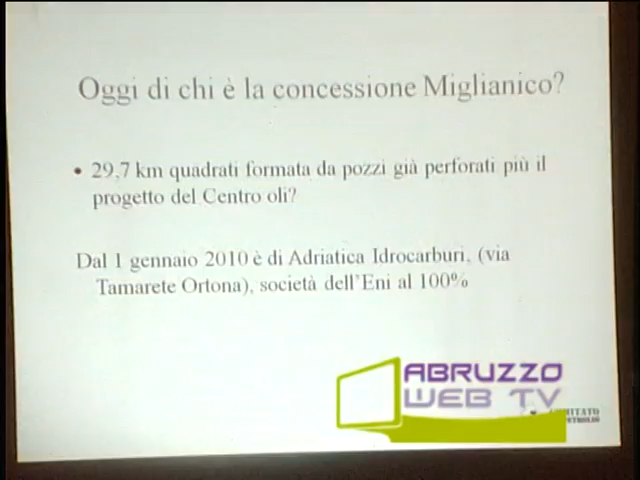 Oggi di chi è la concessione Miglianico?
• 29,7 km quadrati formata da pozzi già perforati più il
progetto del Centro oli?
Dal 1 gennaio 2010 è di Adriatica Idrocarburi, (via
Tamarete Ortona), società dell'Eni al 100%
ABRUZZO
WEB TV